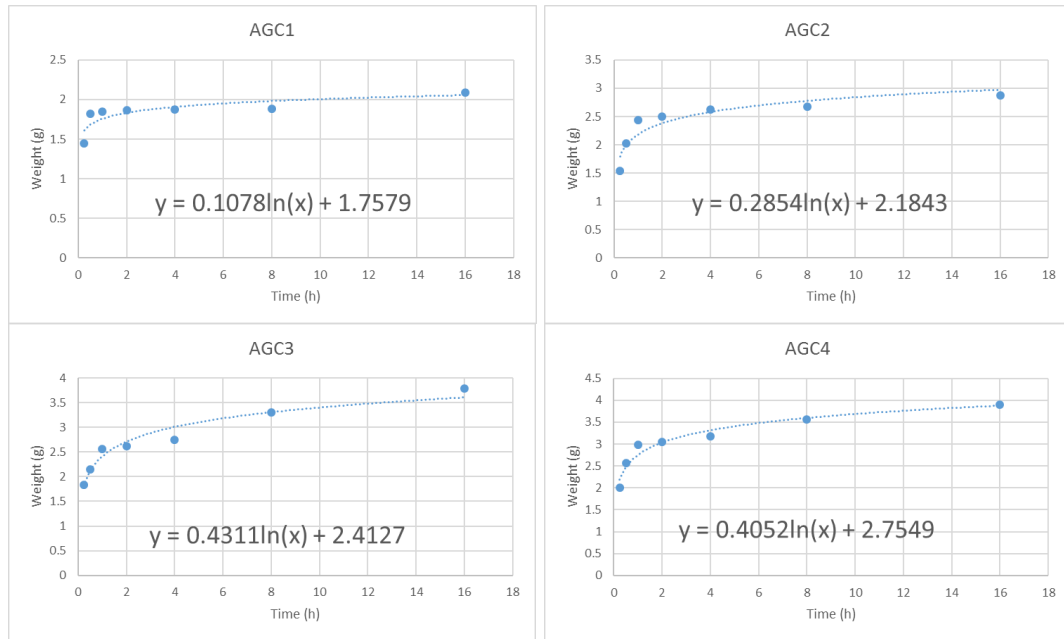 AGC1
2.5
2
1.5
1
0.5
0
Weight (g)
y = 0.1078ln(x) + 1.7579
0 2 4 6 8 10 12 14 16 18
Time (h)
AGC2
3.5
3
2.5
2
1.5
1
0.5
0
Weight (g)
y = 0.2854ln(x) + 2.1843
0 2 4 6 8 10 12 14 16 18
Time (h)
AGC3
4
3.5
3
2.5
2
1.5
1
0.5
0
Weight (g)
y = 0.4311ln(x) + 2.4127
0 2 4 6 8 10 12 14 16 18
Time (h)
AGC4
4.5
4
3.5
3
2.5
2
1.5
1
0.5
0
Weight (g)
y = 0.4052ln(x) + 2.7549
0 2 4 6 8 10 12 14 16 18
Time (h)